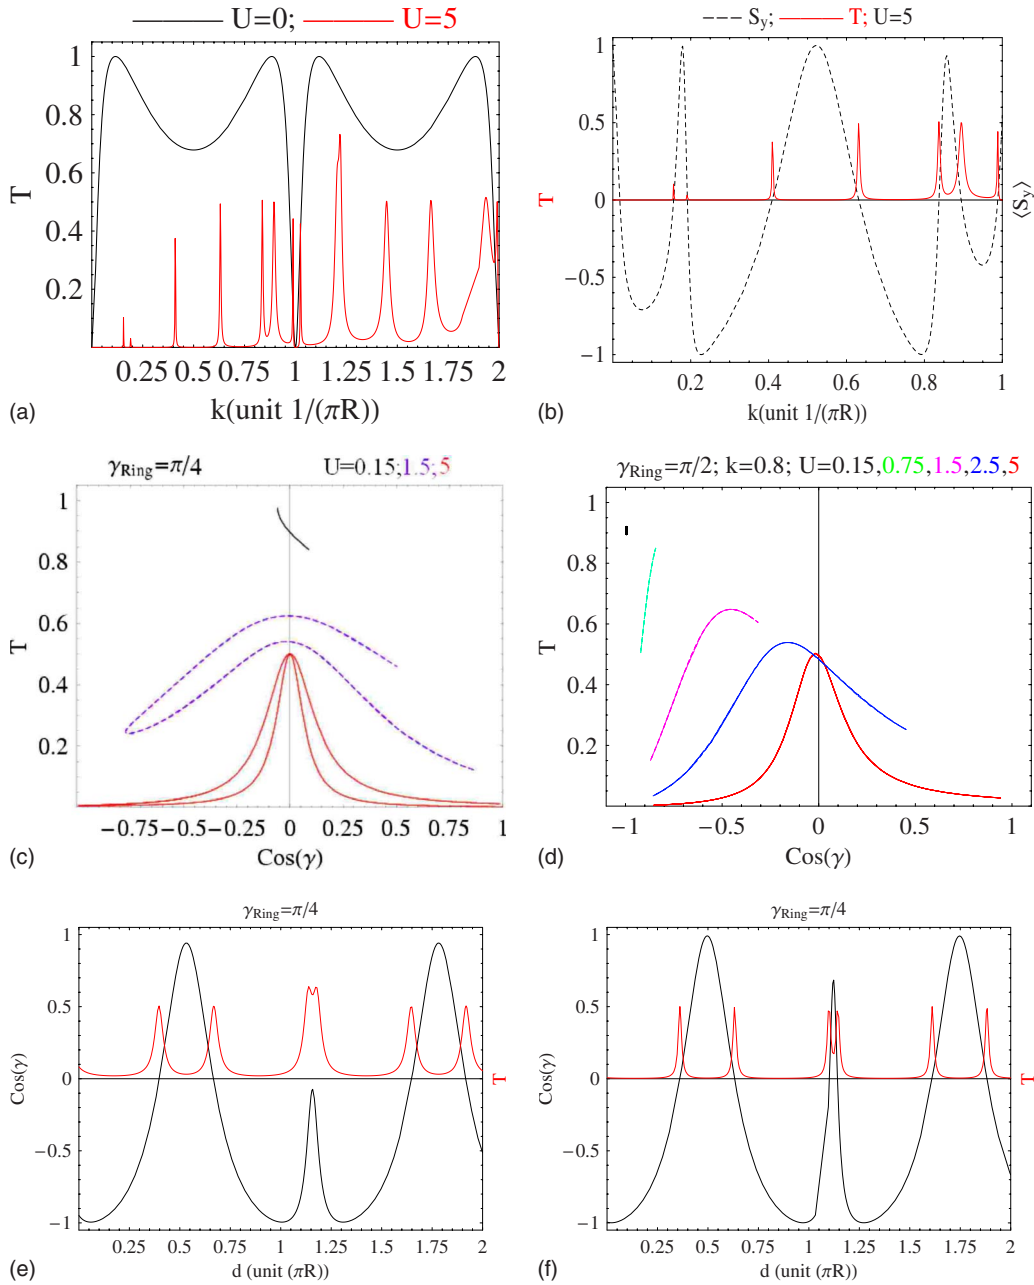 U=0; U=5
1
0.8
0.6
0.4
0.2
T
0.25 0.5 0.75 1 1.25 1.5 1.75 2
k(unit 1/(πR))
(a)
S_y; T; U=5
1
0.5
0
−0.5
−1
T
⟨S_y⟩
0.2 0.4 0.6 0.8 1
k(unit 1/(πR))
(b)
γ_Ring=π/4 U=0.15;1.5;5
1
0.8
0.6
0.4
0.2
T
−0.75−0.5−0.25 0 0.25 0.5 0.75 1
Cos(γ)
(c)
γ_Ring=π/2; k=0.8; U=0.15,0.75,1.5,2.5,5
1
0.8
0.6
0.4
0.2
T
−1 −0.5 0 0.5 1
Cos(γ)
(d)
γ_Ring=π/4
1
0.5
0
−0.5
−1
Cos(γ)
T
0.25 0.5 0.75 1 1.25 1.5 1.75 2
d (unit (πR))
(e)
γ_Ring=π/4
1
0.5
0
−0.5
−1
Cos(γ)
T
0.25 0.5 0.75 1 1.25 1.5 1.75 2
d (unit (πR))
(f)